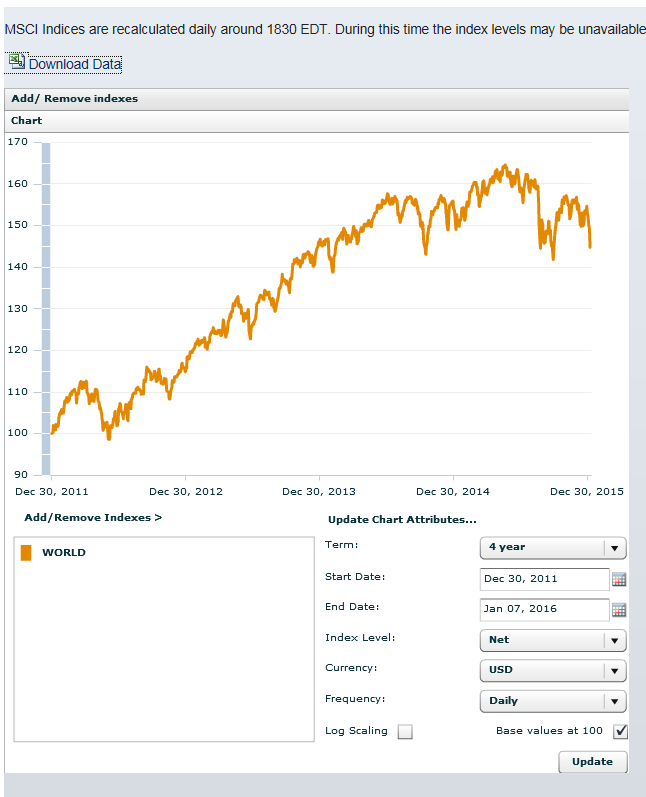 MSCI Indices are recalculated daily around 1830 EDT. During this time the index levels may be unavailable
Download Data
Add/ Remove indexes
Chart
170
160
150
140
130
120
110
100
90
Dec 30, 2011 Dec 30, 2012 Dec 30, 2013 Dec 30, 2014 Dec 30, 2015
Add/Remove Indexes >
WORLD
Update Chart Attributes...
Term: 4 year
Start Date: Dec 30, 2011
End Date: Jan 07, 2016
Index Level: Net
Currency: USD
Frequency: Daily
Log Scaling Base values at 100
Update